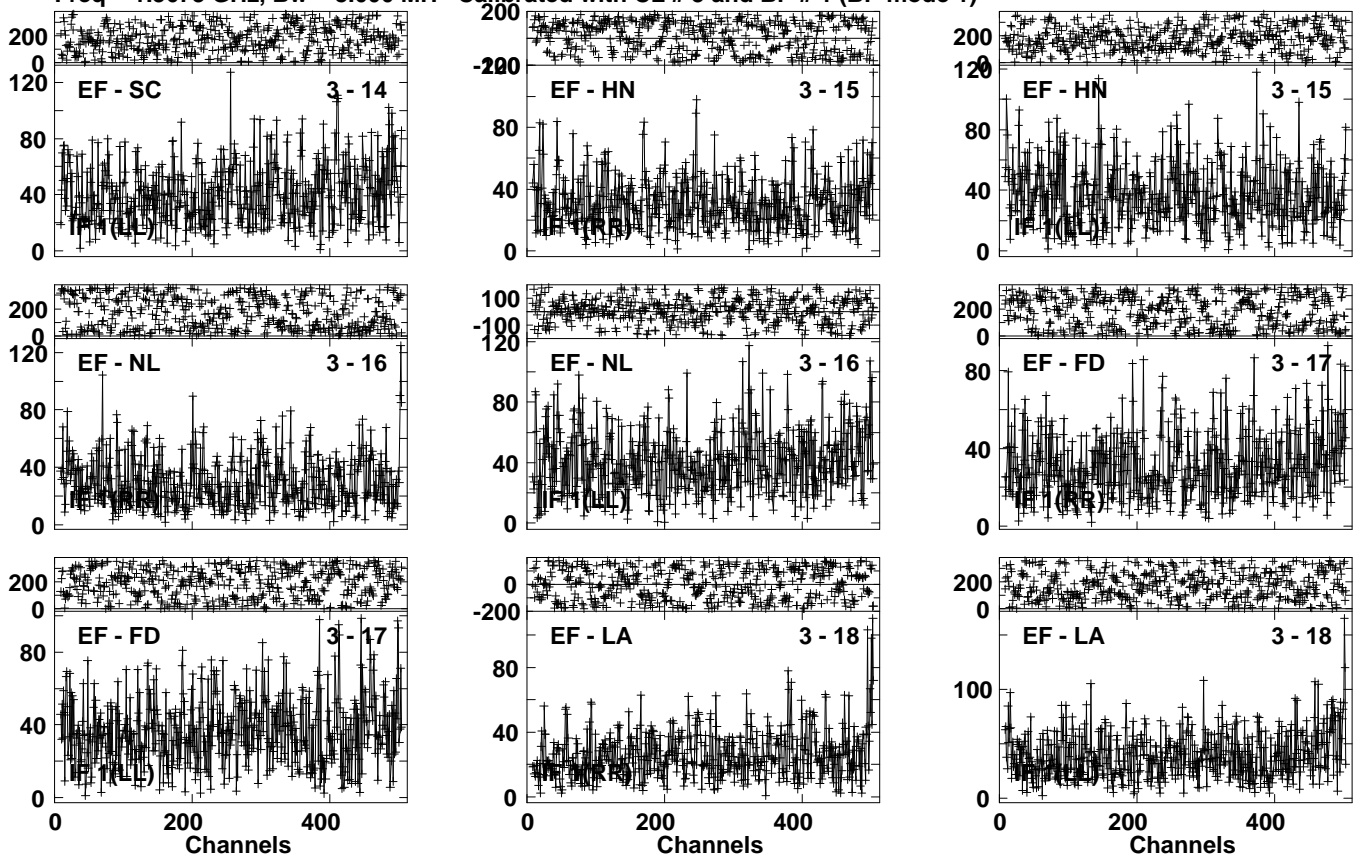 200
0
EF - SC 3 - 14
120
80
40
0
IF 1(LL)
200
-200
EF - HN 3 - 15
80
40
0
IF 1(RR)
200
0
120
EF - HN 3 - 15
80
40
0
IF 1(LL)
200
0
120
EF - NL 3 - 16
80
40
0
IF 1(RR)
100
-100
120
EF - NL 3 - 16
80
40
0
IF 1(LL)
200
0
EF - FD 3 - 17
80
40
0
IF 1(RR)
200
0
EF - FD 3 - 17
80
40
0
IF 1(LL)
0 200 400
Channels
0
-200
EF - LA 3 - 18
80
40
0
IF 1(RR)
0 200 400
Channels
200
0
EF - LA 3 - 18
100
0
IF 1(LL)
0 200 400
Channels